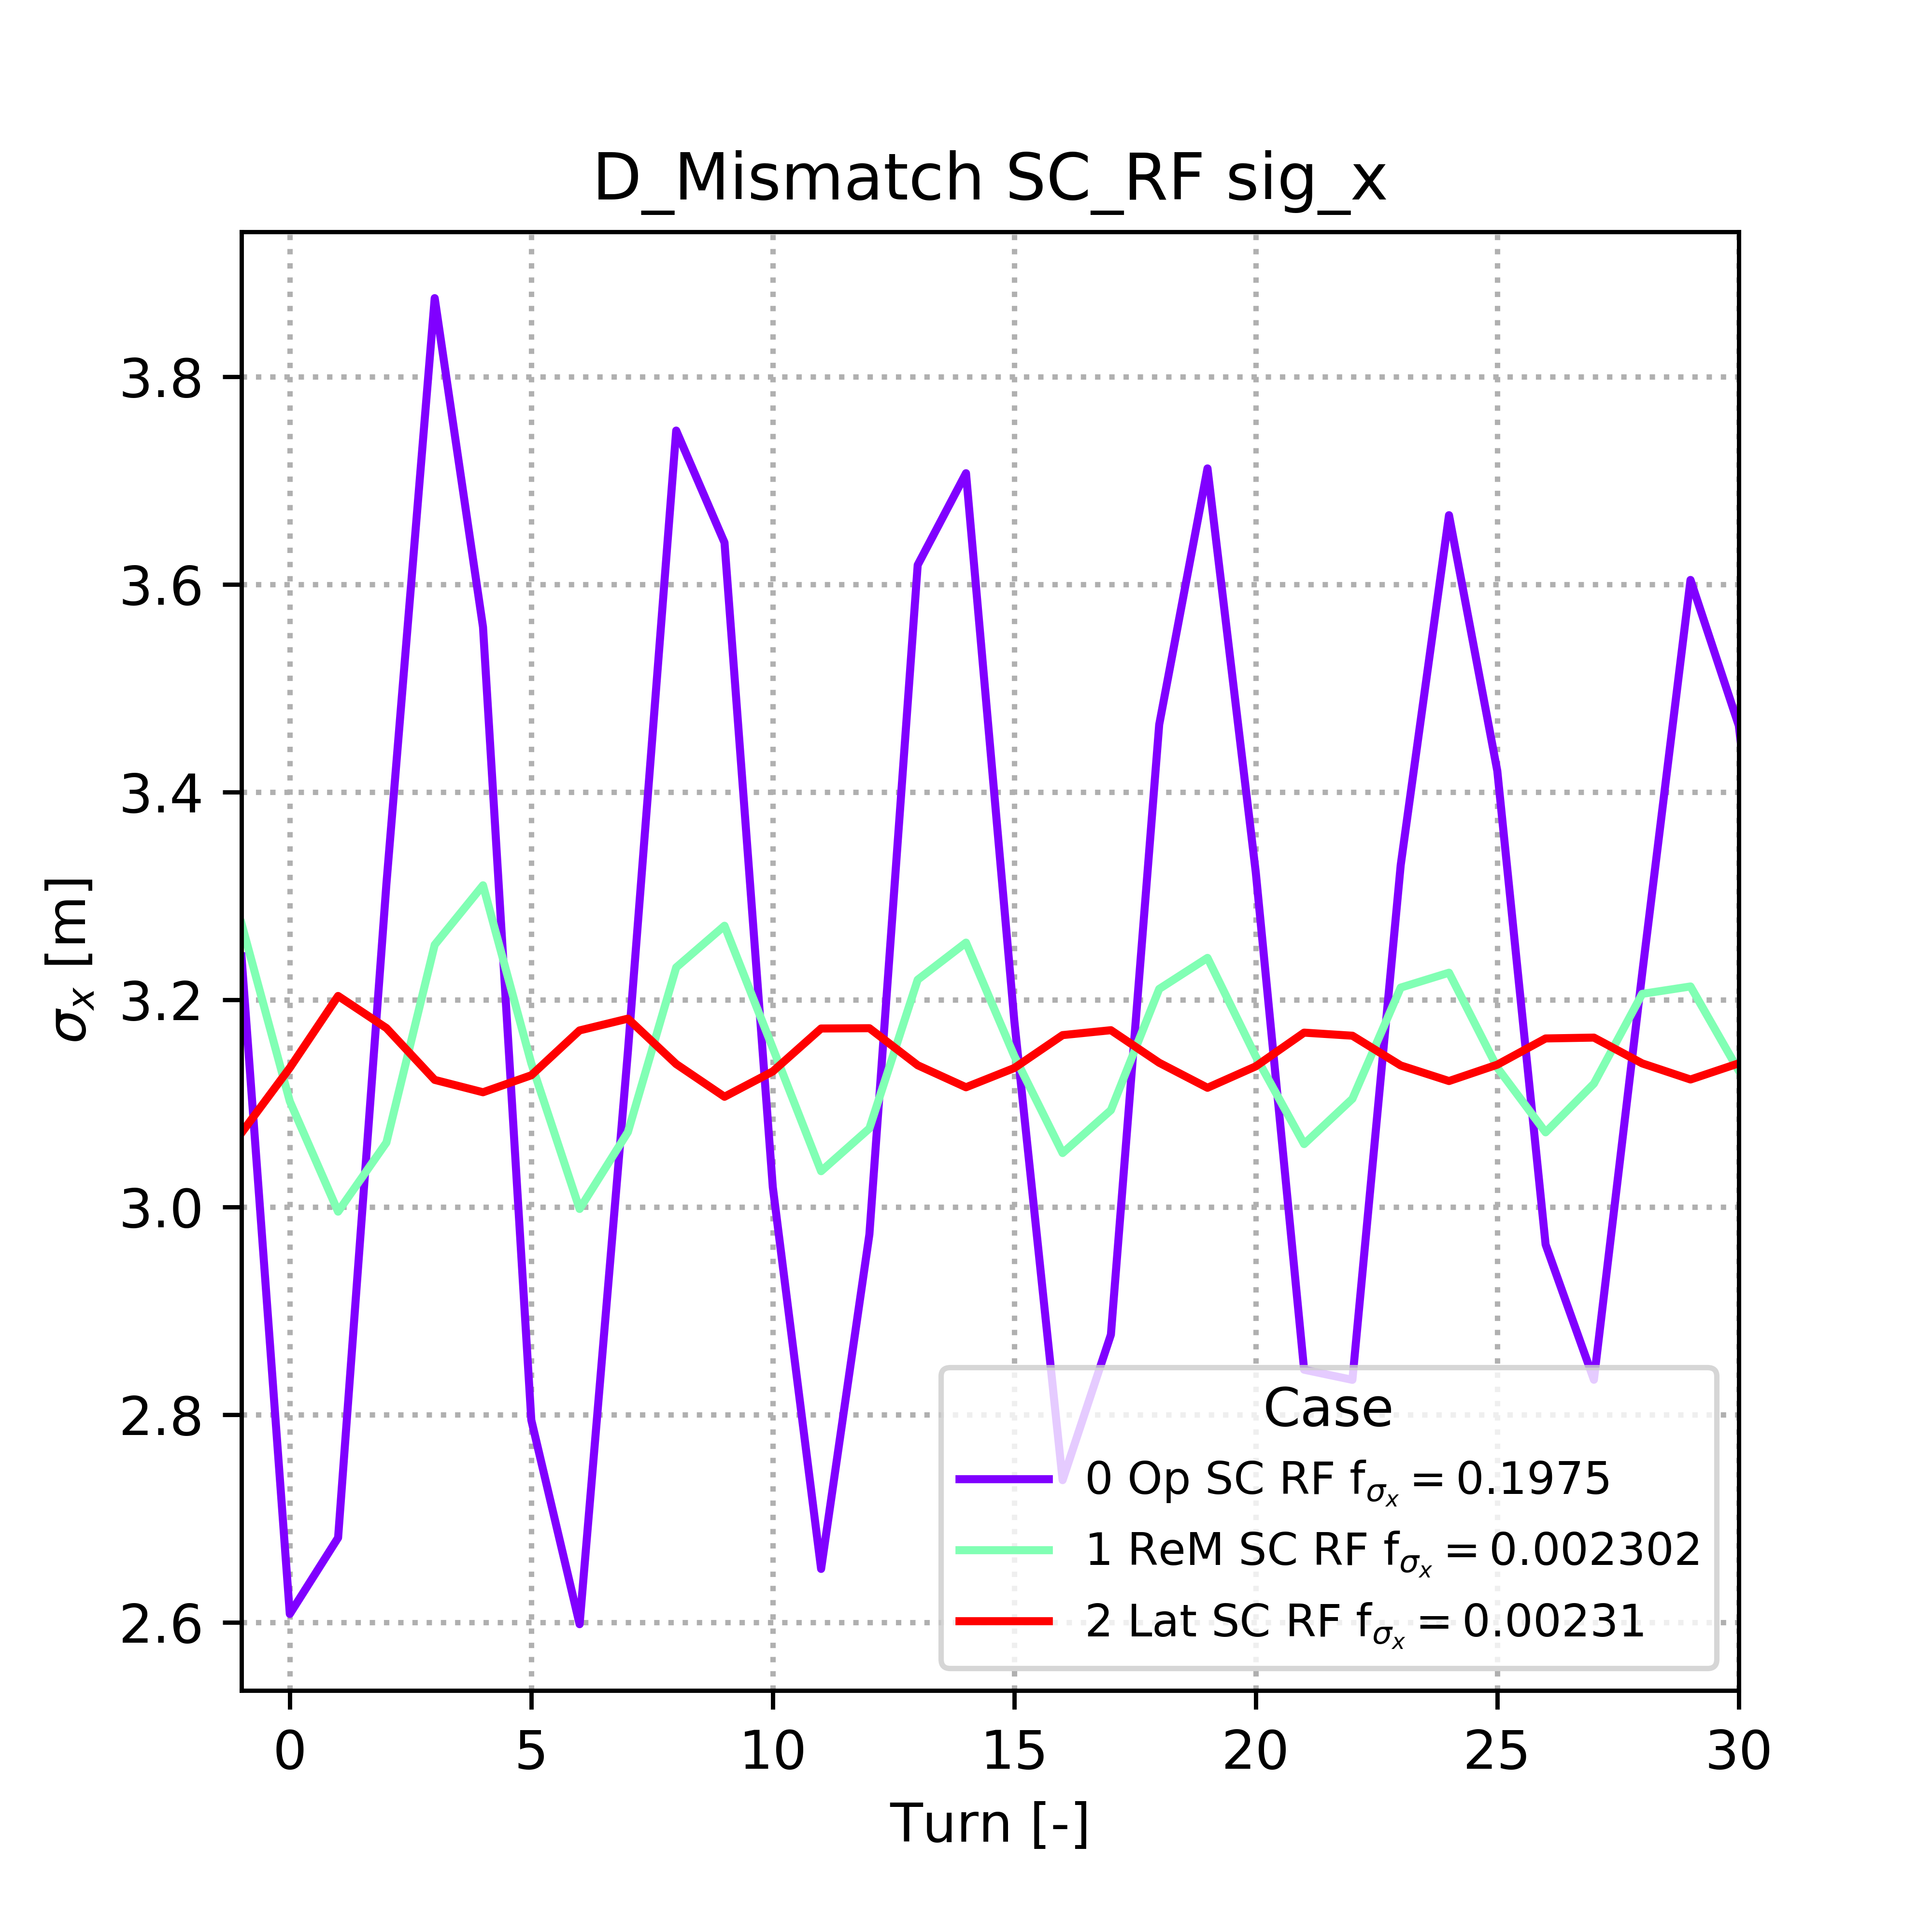 D_Mismatch SC_RF sig_x
σx [m]
3.8
3.6
3.4
3.2
3.0
2.8
2.6
Case
0 Op SC RF fσx = 0.1975
1 ReM SC RF fσx = 0.002302
2 Lat SC RF fσx = 0.00231
0 5 10 15 20 25 30
Turn [-]